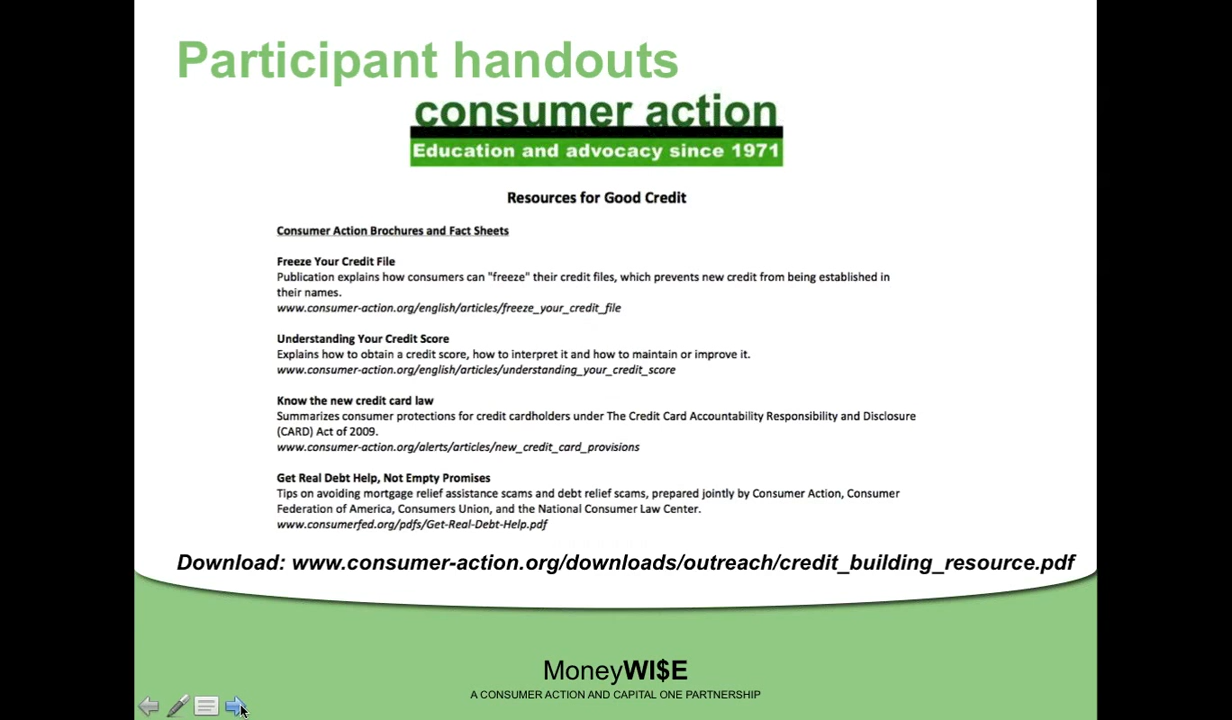 Participant handouts
consumer action
Education and advocacy since 1971
Resources for Good Credit
Consumer Action Brochures and Fact Sheets
Freeze Your Credit File
Publication explains how consumers can "freeze" their credit files, which prevents new credit from being established in
their names.
www.consumer-action.org/english/articles/freeze_your_credit_file
Understanding Your Credit Score
Explains how to obtain a credit score, how to interpret it and how to maintain or improve it.
www.consumer-action.org/english/articles/understanding_your_credit_score
Know the new credit card law
Summarizes consumer protections for credit cardholders under The Credit Card Accountability Responsibility and Disclosure
(CARD) Act of 2009.
www.consumer-action.org/alerts/articles/new_credit_card_provisions
Get Real Debt Help, Not Empty Promises
Tips on avoiding mortgage relief assistance scams and debt relief scams, prepared jointly by Consumer Action, Consumer
Federation of America, Consumers Union, and the National Consumer Law Center.
www.consumerfed.org/pdfs/Get-Real-Debt-Help.pdf
Download: www.consumer-action.org/downloads/outreach/credit_building_resource.pdf
MoneyWI$E
A CONSUMER ACTION AND CAPITAL ONE PARTNERSHIP